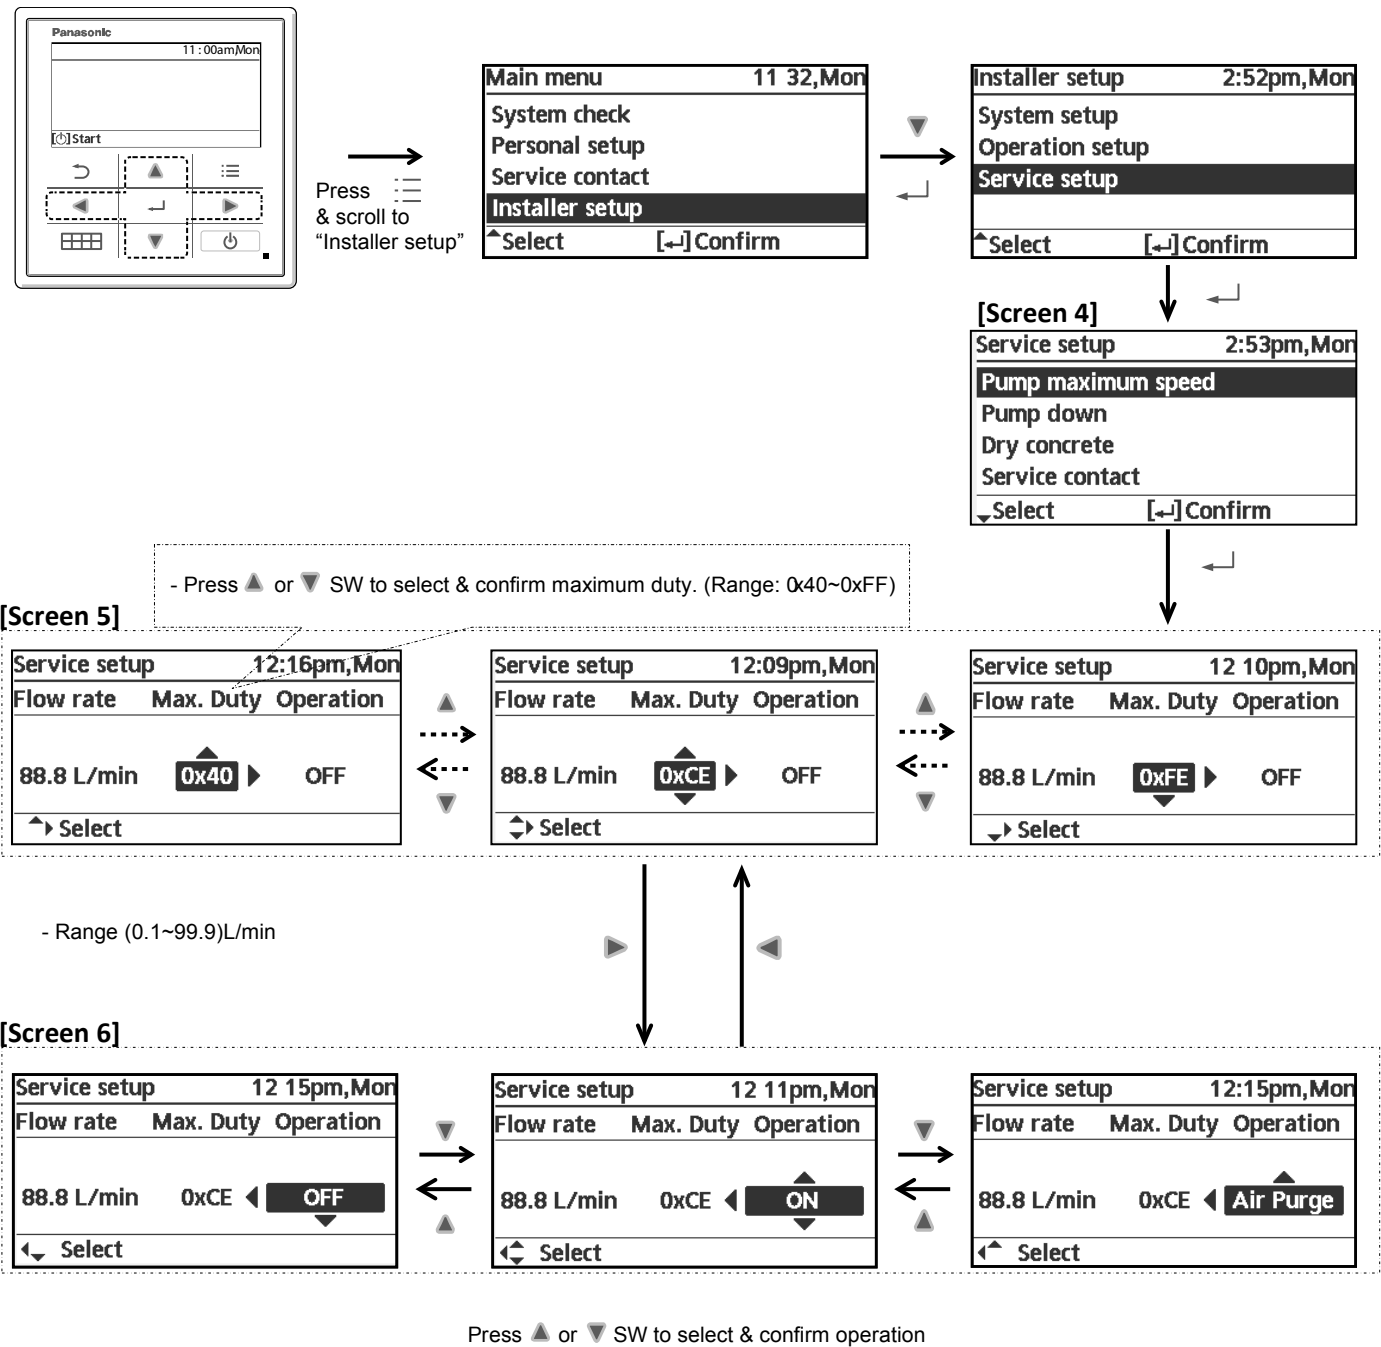 Panasonic
11:00am,Mon
[⏻]Start
Press
& scroll to
“Installer setup”
Main menu 11 32,Mon
System check
Personal setup
Service contact
Installer setup
Select [↵]Confirm
Installer setup 2:52pm,Mon
System setup
Operation setup
Service setup
Select [↵]Confirm
[Screen 4]
Service setup 2:53pm,Mon
Pump maximum speed
Pump down
Dry concrete
Service contact
Select [↵]Confirm
- Press ▲ or ▼ SW to select & confirm maximum duty. (Range: 0x40~0xFF)
[Screen 5]
Service setup 12:16pm,Mon
Flow rate Max. Duty Operation
88.8 L/min 0x40 OFF
Select
Service setup 12:09pm,Mon
Flow rate Max. Duty Operation
88.8 L/min 0xCE OFF
Select
Service setup 12 10pm,Mon
Flow rate Max. Duty Operation
88.8 L/min 0xFE OFF
Select
- Range (0.1~99.9)L/min
[Screen 6]
Service setup 12 15pm,Mon
Flow rate Max. Duty Operation
88.8 L/min 0xCE OFF
Select
Service setup 12 11pm,Mon
Flow rate Max. Duty Operation
88.8 L/min 0xCE ON
Select
Service setup 12:15pm,Mon
Flow rate Max. Duty Operation
88.8 L/min 0xCE Air Purge
Select
Press ▲ or ▼ SW to select & confirm operation